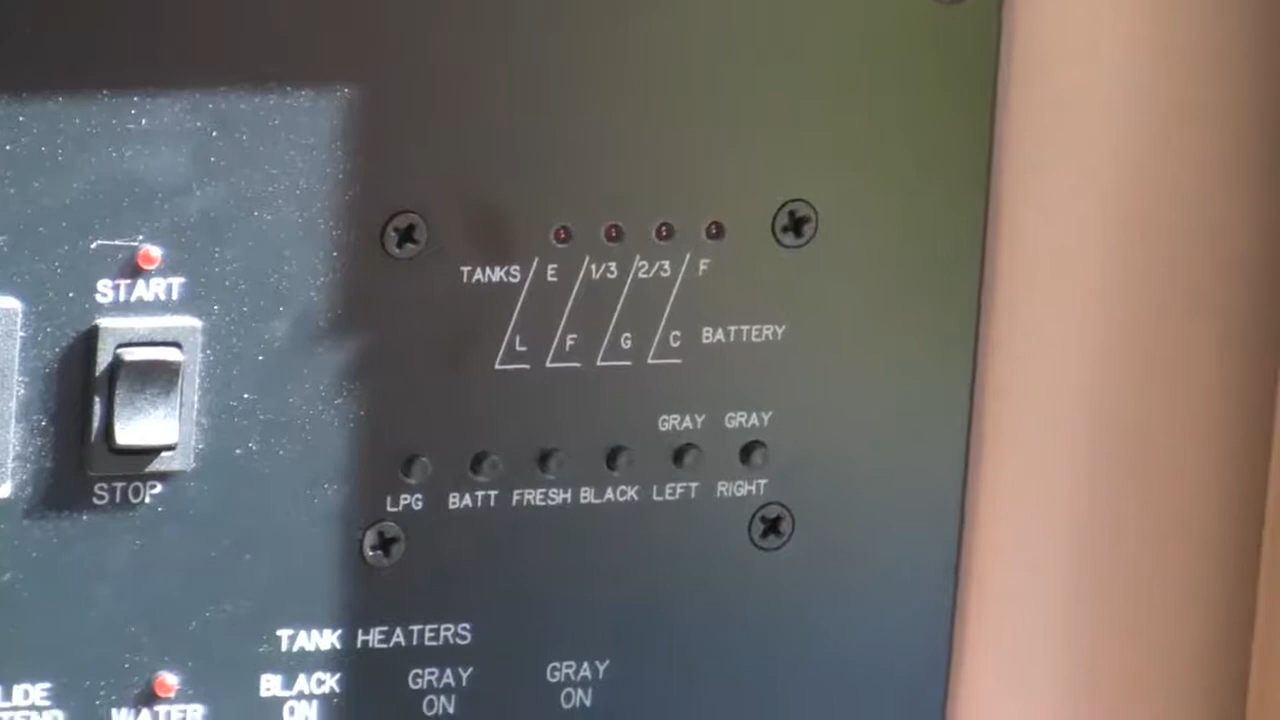 START
STOP
TANKS E 1/3 2/3 F
L F G C BATTERY
GRAY GRAY
LPG BATT FRESH BLACK LEFT RIGHT
TANK HEATERS
BLACK ON
GRAY ON
GRAY ON
WATER